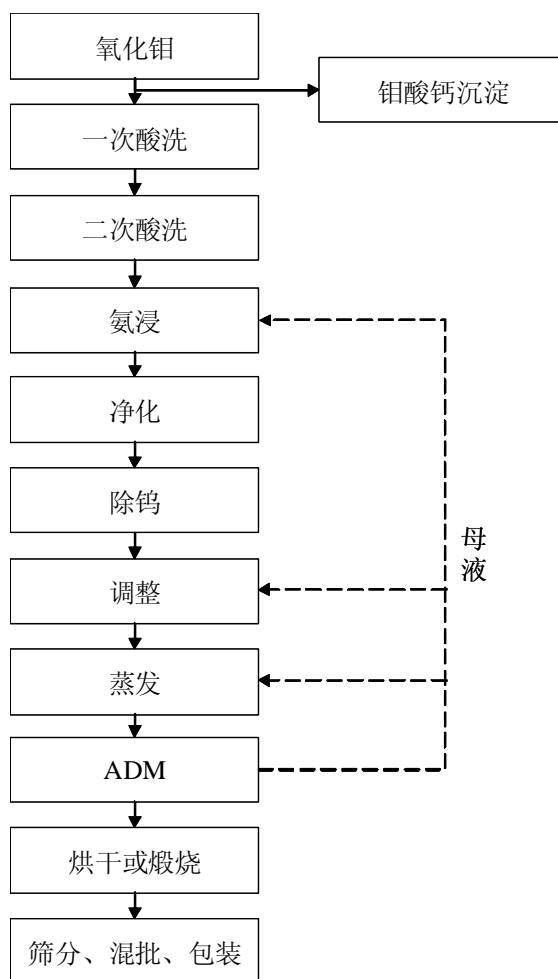 氧化钼
钼酸钙沉淀
一次酸洗
二次酸洗
氨浸
净化
除钨
母液
调整
蒸发
ADM
烘干或煅烧
筛分、混批、包装